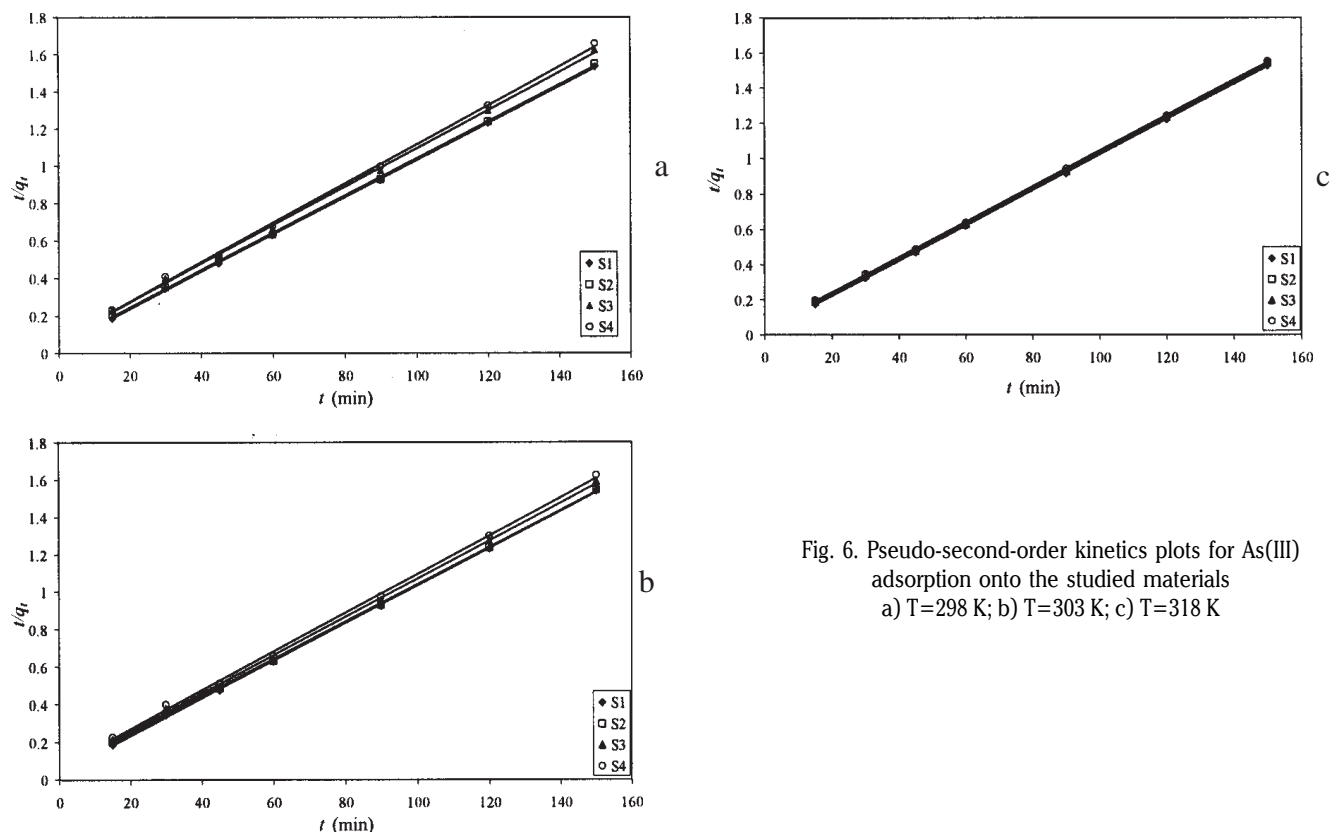 1.8
1.6
1.4
1.2
1
0.8
0.6
0.4
0.2
0
t/qt
0 20 40 60 80 100 120 140 160
t (min)
S1
S2
S3
S4
a
1.8
1.6
1.4
1.2
1
0.8
0.6
0.4
0.2
0
t/qt
0 20 40 60 80 100 120 140 160
t (min)
S1
S2
S3
S4
c
1.8
1.6
1.4
1.2
1
0.8
0.6
0.4
0.2
0
t/qt
0 20 40 60 80 100 120 140 160
t (min)
S1
S2
S3
S4
b
Fig. 6. Pseudo-second-order kinetics plots for As(III)
adsorption onto the studied materials
a) T=298 K; b) T=303 K; c) T=318 K